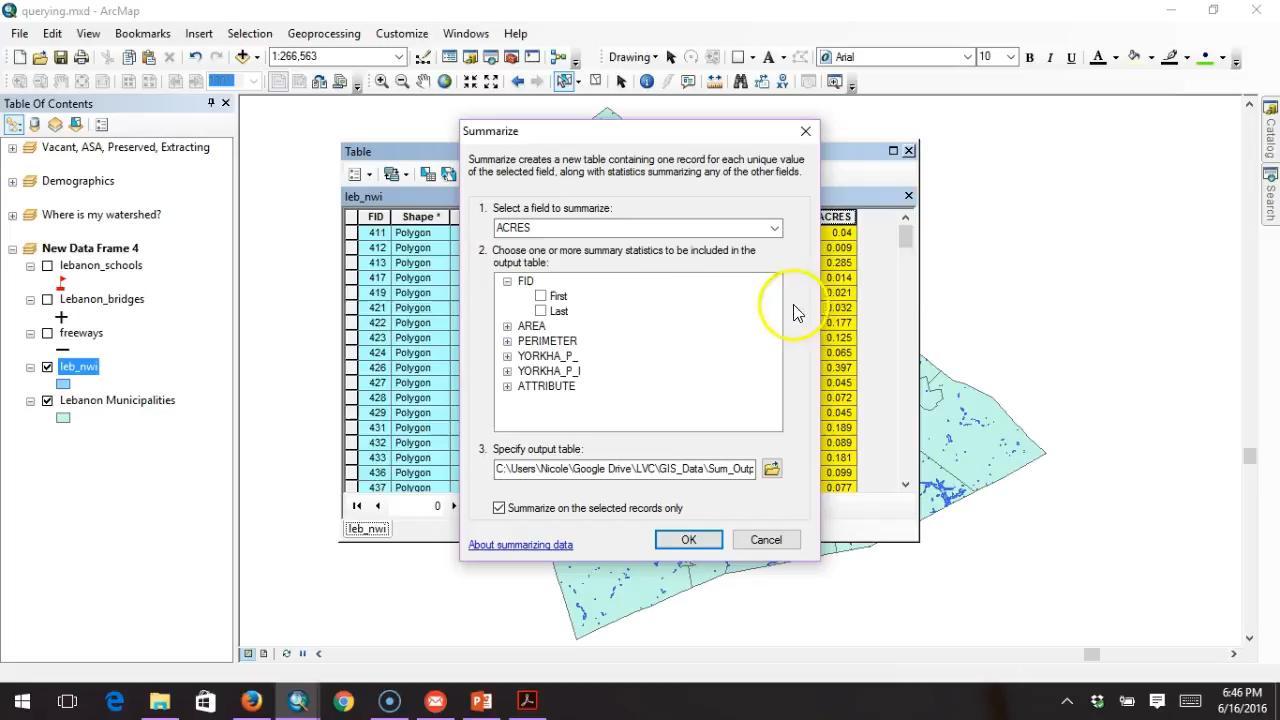 querying.mxd - ArcMap
File Edit View Bookmarks Insert Selection Geoprocessing Customize Windows Help
1:266,563 Drawing Arial 10 B I U A
Table Of Contents
Vacant, ASA, Preserved, Extracting
Demographics
Where is my watershed?
New Data Frame 4
lebanon_schools
Lebanon_bridges
freeways
leb_nwi
Lebanon Municipalities
Table
leb_nwi
FID Shape * ACRES
411 Polygon 0.04
412 Polygon 0.009
413 Polygon 0.285
417 Polygon 0.014
419 Polygon 0.021
421 Polygon 0.032
422 Polygon 0.177
423 Polygon 0.125
424 Polygon 0.065
426 Polygon 0.397
427 Polygon 0.045
428 Polygon 0.072
429 Polygon 0.045
431 Polygon 0.189
432 Polygon 0.089
433 Polygon 0.181
436 Polygon 0.099
437 Polygon 0.077
0
leb_nwi
Summarize
Summarize creates a new table containing one record for each unique value
of the selected field, along with statistics summarizing any of the other fields.
1. Select a field to summarize:
ACRES
2. Choose one or more summary statistics to be included in the
output table:
FID
First
Last
AREA
PERIMETER
YORKHA_P_
YORKHA_P_I
ATTRIBUTE
3. Specify output table:
C:\Users\Nicole\Google Drive\LVC\GIS_Data\Sum_Outp
Summarize on the selected records only
About summarizing data
OK Cancel
Catalog
Search
6:46 PM
6/16/2016